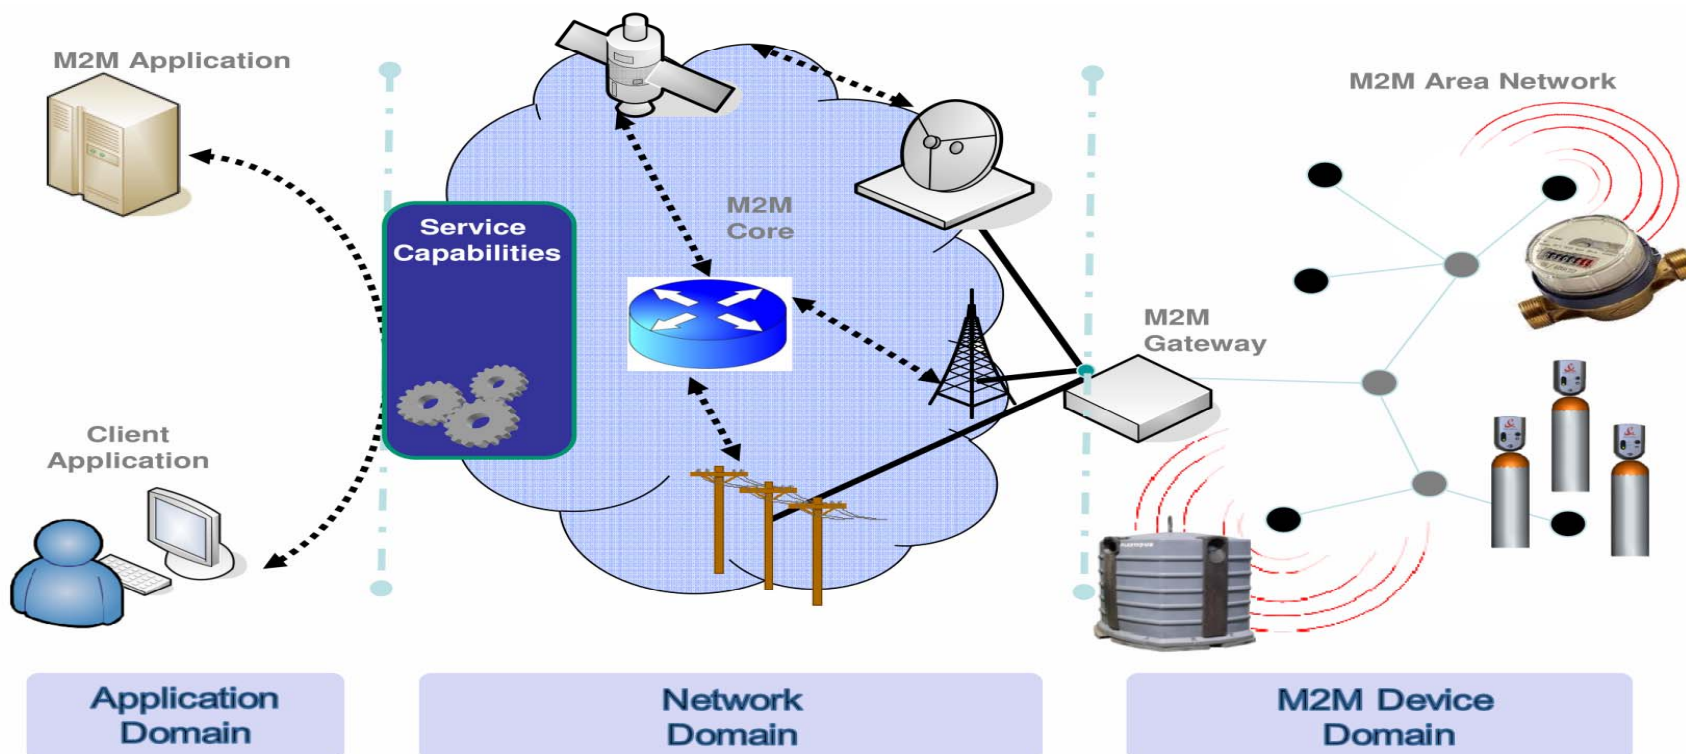 M2M Application
M2M Area Network
Service
Capabilities
M2M
Core
M2M
Gateway
Client
Application
Application
Domain
Network
Domain
M2M Device
Domain